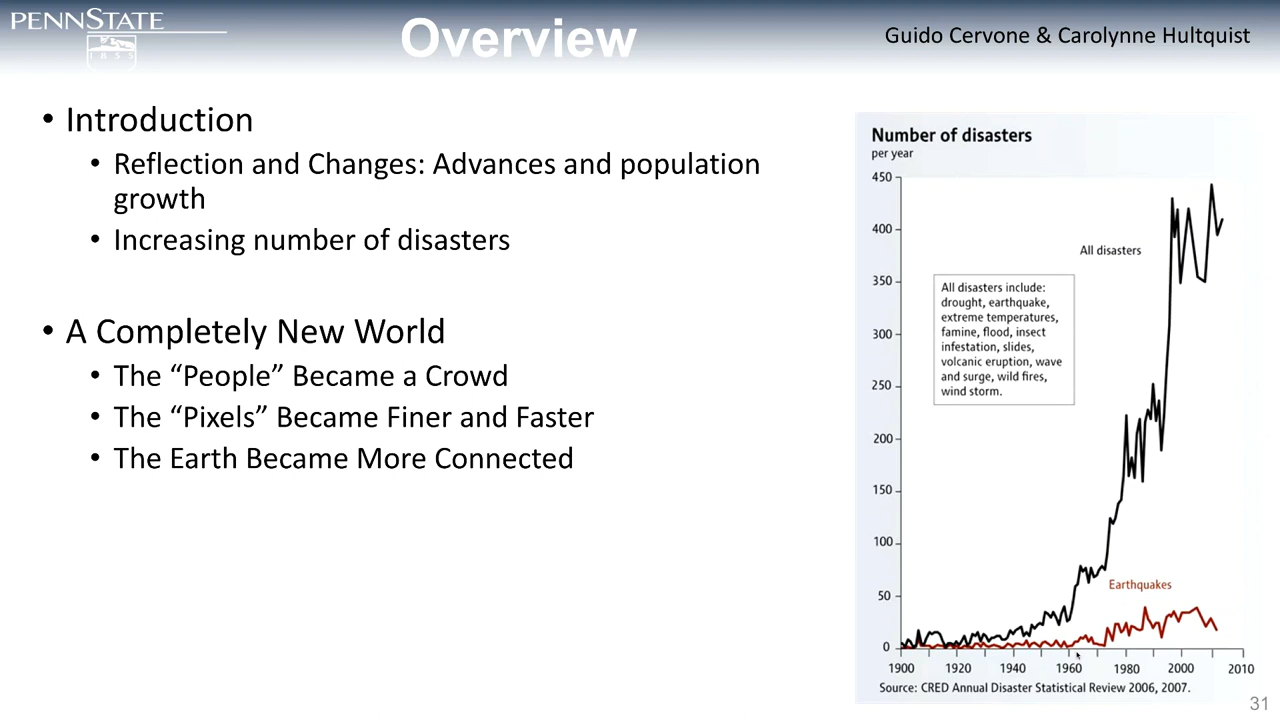 PENNSTATE
1855
Overview
Guido Cervone & Carolynne Hultquist
• Introduction
• Reflection and Changes: Advances and population
growth
• Increasing number of disasters
• A Completely New World
• The “People” Became a Crowd
• The “Pixels” Became Finer and Faster
• The Earth Became More Connected
Number of disasters
per year
450
400
350
300
250
200
150
100
50
0
All disasters
All disasters include:
drought, earthquake,
extreme temperatures,
famine, flood, insect
infestation, slides,
volcanic eruption, wave
and surge, wild fires,
wind storm.
Earthquakes
1900 1920 1940 1960 1980 2000 2010
Source: CRED Annual Disaster Statistical Review 2006, 2007.
31